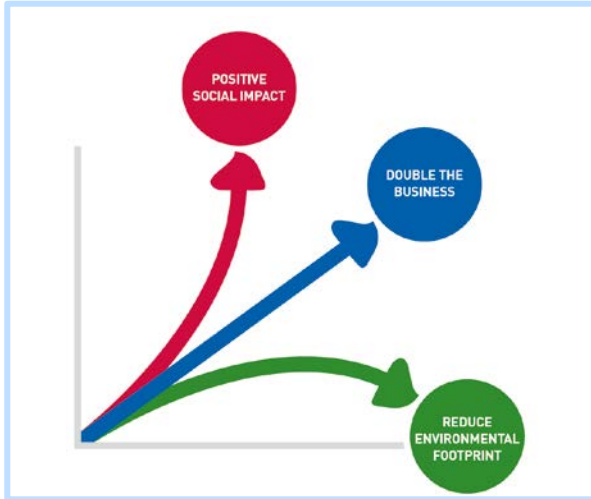 POSITIVE
SOCIAL IMPACT
DOUBLE THE
BUSINESS
REDUCE
ENVIRONMENTAL
FOOTPRINT